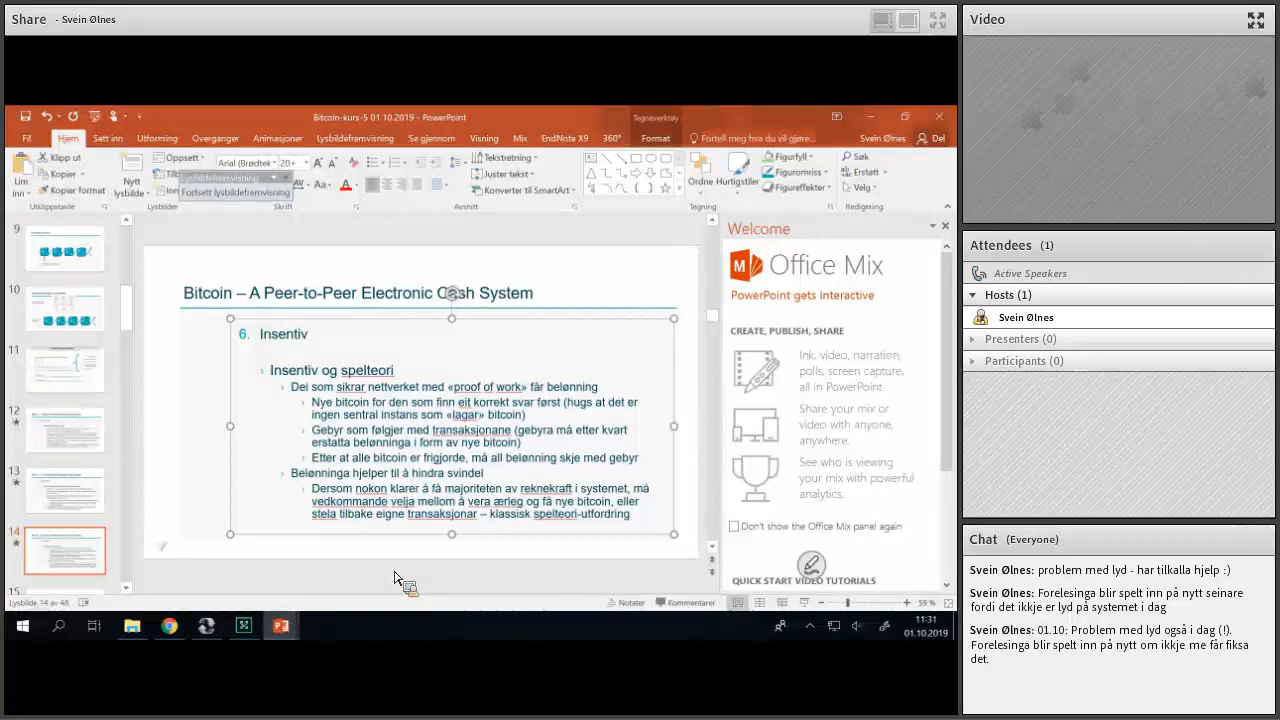 Share - Svein Ølnes
Video
Bitcoin-kurs-5 01.10.2019 - PowerPoint
Tegneverktøy
Fil Hjem Sett inn Utforming Overganger Animasjoner Lysbildefremvisning Se gjennom Visning Mix EndNote X9 360° Format Fortell meg hva du vil gjøre... Svein Ølnes Del
Lim inn
Klipp ut
Kopier
Kopier format
Utklippstavle
Nytt lysbilde
Oppsett
Lysbilder
Arial (Brødtek 20+
Lysbildefremvisning
Fortsett lysbildefremvisning
Skrift
Tekstretning
Juster tekst
Konverter til SmartArt
Avsnitt
Ordne Hurtigstiler
Figurfyll
Figuromriss
Figureffekter
Tegning
Søk
Erstatt
Velg
Redigering
9
10
11
12
13
14
15
Bitcoin – A Peer-to-Peer Electronic Cash System
6. Insentiv
Insentiv og spelteori
Dei som sikrar nettverket med «proof of work» får belønning
Nye bitcoin for den som finn eit korrekt svar først (hugs at det er
ingen sentral instans som «lagar» bitcoin)
Gebyr som følgjer med transaksjonane (gebyra må etter kvart
erstatta belønninga i form av nye bitcoin)
Etter at alle bitcoin er frigjorde, må all belønning skje med gebyr
Belønninga hjelper til å hindra svindel
Dersom nokon klarer å få majoriteten av reknekraft i systemet, må
vedkommande velja mellom å vera ærleg og få nye bitcoin, eller
stela tilbake eigne transaksjonar – klassisk spelteori-utfordring
Welcome
Office Mix
PowerPoint gets Interactive
CREATE, PUBLISH, SHARE
Ink, video, narration,
polls, screen capture,
all in PowerPoint
Share your mix or
video with anyone,
anywhere.
See who is viewing
your mix with powerful
analytics.
Don't show the Office Mix panel again
QUICK START VIDEO TUTORIALS
Lysbilde 14 av 48
Notater Kommentarer
59 %
11:31
01.10.2019
Attendees (1)
Active Speakers
Hosts (1)
Svein Ølnes
Presenters (0)
Participants (0)
Chat (Everyone)
Svein Ølnes: problem med lyd - har tilkalla hjelp :)
Svein Ølnes: Forelesinga blir spelt inn på nytt seinare
fordi det ikkje er lyd på systemet i dag
Svein Ølnes: 01.10: Problem med lyd også i dag (!).
Forelesinga blir spelt inn på nytt om ikkje me får fiksa
det.